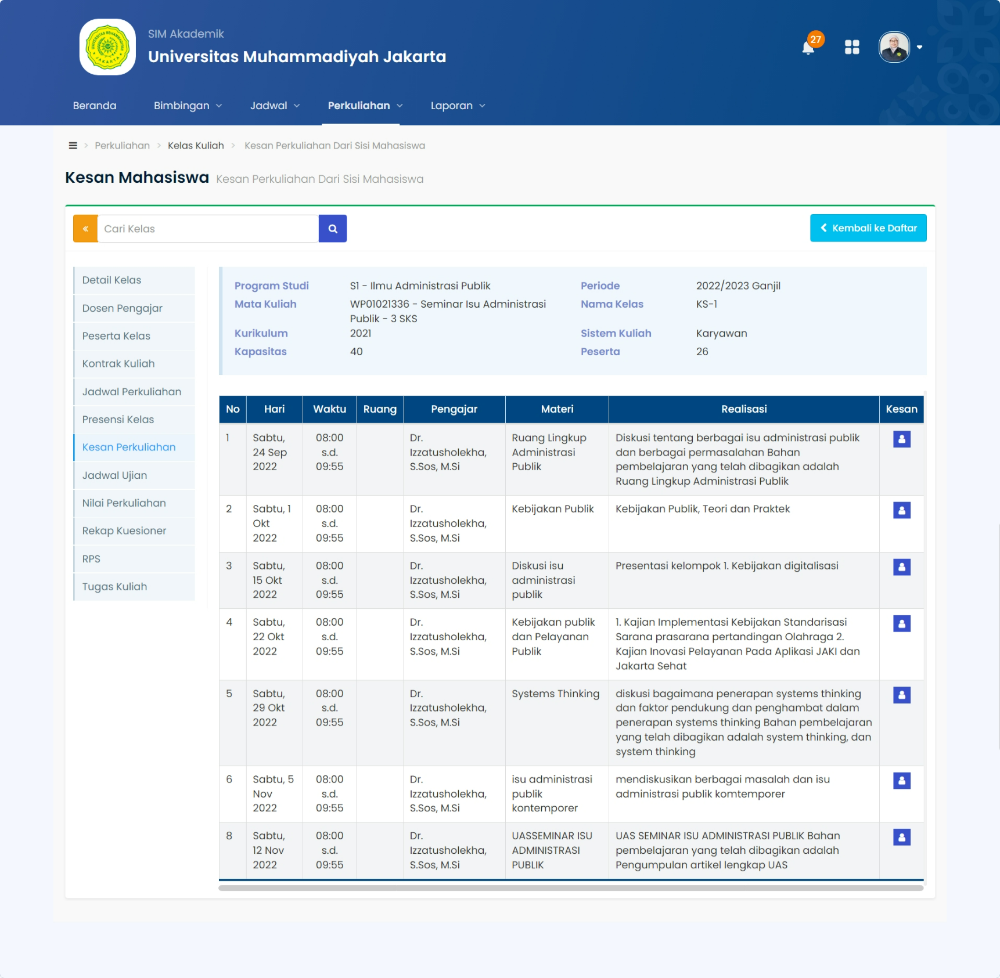 SIM Akademik
Universitas Muhammadiyah Jakarta
UNIVERSITAS MUHAMMADIYAH
JAKARTA
27
Beranda Bimbingan Jadwal Perkuliahan Laporan
> Perkuliahan > Kelas Kuliah > Kesan Perkuliahan Dari Sisi Mahasiswa
Kesan Mahasiswa Kesan Perkuliahan Dari Sisi Mahasiswa
« Cari Kelas
Kembali ke Daftar
Detail Kelas
Dosen Pengajar
Peserta Kelas
Kontrak Kuliah
Jadwal Perkuliahan
Presensi Kelas
Kesan Perkuliahan
Jadwal Ujian
Nilai Perkuliahan
Rekap Kuesioner
RPS
Tugas Kuliah
Program Studi S1 - Ilmu Administrasi Publik Periode 2022/2023 Ganjil
Mata Kuliah WP01021336 - Seminar Isu Administrasi Nama Kelas KS-1
Publik - 3 SKS
Kurikulum 2021 Sistem Kuliah Karyawan
Kapasitas 40 Peserta 26
No Hari Waktu Ruang Pengajar Materi Realisasi Kesan
1 Sabtu, 08:00 Dr. Ruang Lingkup Diskusi tentang berbagai isu administrasi publik
24 Sep s.d. Izzatusholekha, Administrasi dan berbagai permasalahan Bahan
2022 09:55 S.Sos, M.Si Publik pembelajaran yang telah dibagikan adalah
Ruang Lingkup Administrasi Publik
2 Sabtu, 1 08:00 Dr. Kebijakan Publik Kebijakan Publik, Teori dan Praktek
Okt s.d. Izzatusholekha,
2022 09:55 S.Sos, M.Si
3 Sabtu, 08:00 Dr. Diskusi isu Presentasi kelompok 1. Kebijakan digitalisasi
15 Okt s.d. Izzatusholekha, administrasi
2022 09:55 S.Sos, M.Si publik
4 Sabtu, 08:00 Dr. Kebijakan publik 1. Kajian Implementasi Kebijakan Standarisasi
22 Okt s.d. Izzatusholekha, dan Pelayanan Sarana prasarana pertandingan Olahraga 2.
2022 09:55 S.Sos, M.Si Publik Kajian Inovasi Pelayanan Pada Aplikasi JAKI dan
Jakarta Sehat
5 Sabtu, 08:00 Dr. Systems Thinking diskusi bagaimana penerapan systems thinking
29 Okt s.d. Izzatusholekha, dan faktor pendukung dan penghambat dalam
2022 09:55 S.Sos, M.Si penerapan systems thinking Bahan pembelajaran
yang telah dibagikan adalah system thinking, dan
system thinking
6 Sabtu, 5 08:00 Dr. isu administrasi mendiskusikan berbagai masalah dan isu
Nov s.d. Izzatusholekha, publik administrasi publik komtemporer
2022 09:55 S.Sos, M.Si kontemporer
8 Sabtu, 08:00 Dr. UASSEMINAR ISU UAS SEMINAR ISU ADMINISTRASI PUBLIK Bahan
12 Nov s.d. Izzatusholekha, ADMINISTRASI pembelajaran yang telah dibagikan adalah
2022 09:55 S.Sos, M.Si PUBLIK Pengumpulan artikel lengkap UAS